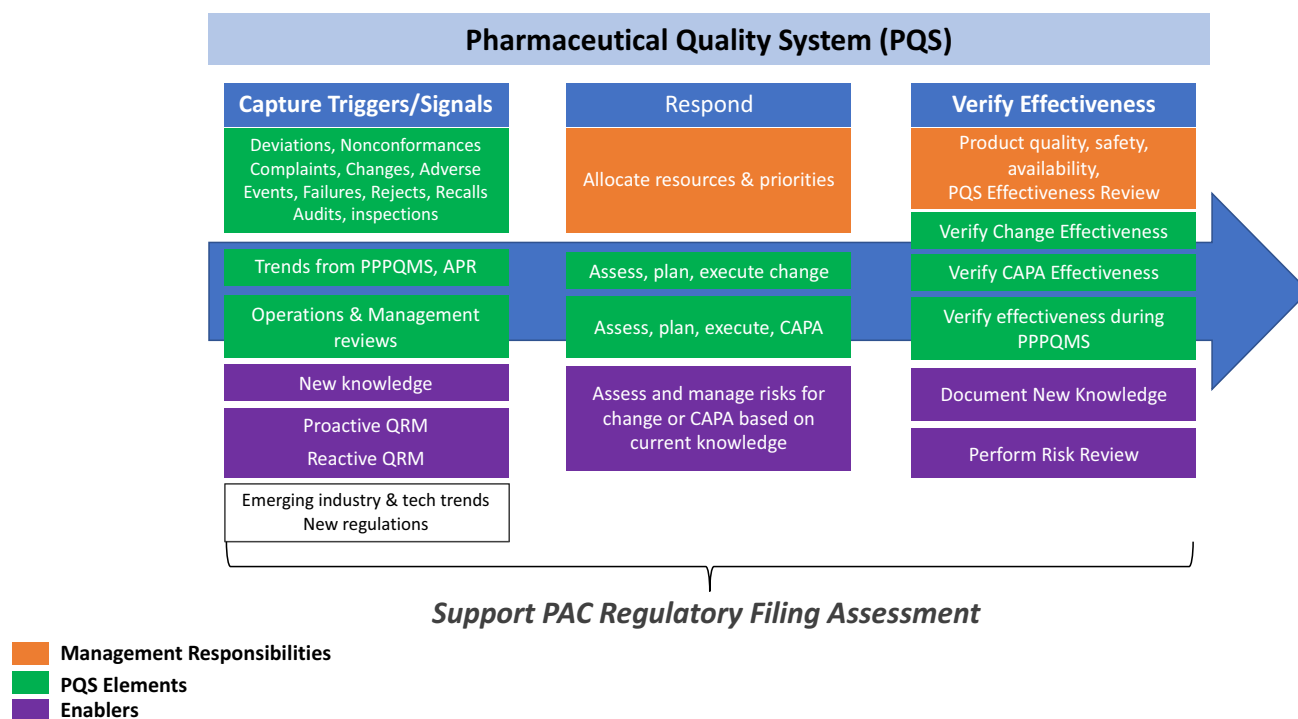 Pharmaceutical Quality System (PQS)
Capture Triggers/Signals
Deviations, Nonconformances
Complaints, Changes, Adverse
Events, Failures, Rejects, Recalls
Audits, inspections
Trends from PPPQMS, APR
Operations & Management
reviews
New knowledge
Proactive QRM
Reactive QRM
Emerging industry & tech trends
New regulations
Respond
Allocate resources & priorities
Assess, plan, execute change
Assess, plan, execute, CAPA
Assess and manage risks for
change or CAPA based on
current knowledge
Verify Effectiveness
Product quality, safety,
availability,
PQS Effectiveness Review
Verify Change Effectiveness
Verify CAPA Effectiveness
Verify effectiveness during
PPPQMS
Document New Knowledge
Perform Risk Review
Support PAC Regulatory Filing Assessment
Management Responsibilities
PQS Elements
Enablers